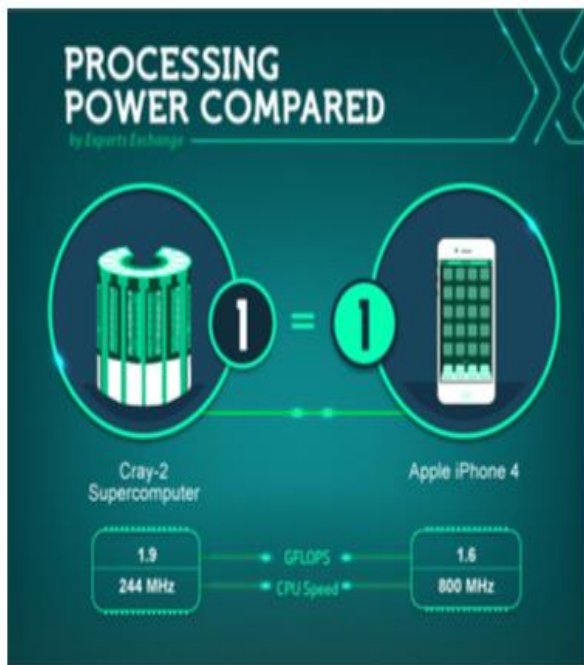 PROCESSING
POWER COMPARED
by Experts Exchange
1 = 1
Cray-2
Supercomputer
Apple iPhone 4
1.9 GFLOPS 1.6
244 MHz CPU Speed 800 MHz